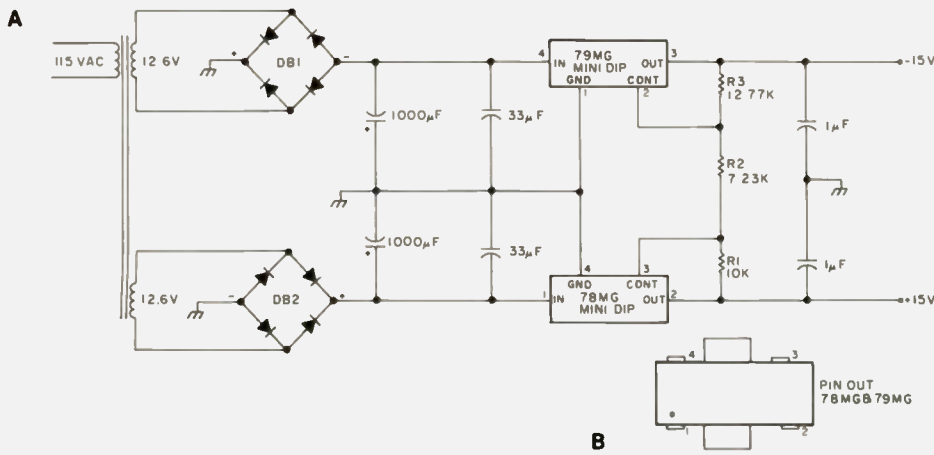 A
115 VAC
12 6V
+
DB1
-
1000µF
+
33µF
4
IN
79MG
MINI DIP
OUT
3
GND
CONT
1
2
R3
12 77K
-15V
1µF
R2
7 23K
1000µF
+
33µF
12.6V
-
DB2
+
4
3
GND
CONT
1
IN
78MG
MINI DIP
OUT
2
R1
10K
1µF
+15V
4
3
PIN OUT
78MG&79MG
1
2
B